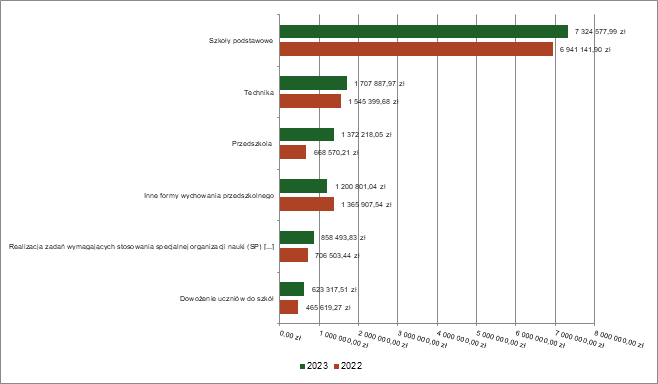 Szkoły podstawowe
7 324 577,99 zł
6 941 141,90 zł
Technika
1 707 887,97 zł
1 545 399,68 zł
Przedszkola
1 372 218,05 zł
668 570,21 zł
Inne formy wychowania przedszkolnego
1 200 801,04 zł
1 365 907,54 zł
Realizacja zadań wymagających stosowania specjalnej organizacji nauki (SP) [...]
858 493,83 zł
706 503,44 zł
Dowożenie uczniów do szkół
623 317,51 zł
465 619,27 zł
0,00 zł
1 000 000,00 zł
2 000 000,00 zł
3 000 000,00 zł
4 000 000,00 zł
5 000 000,00 zł
6 000 000,00 zł
7 000 000,00 zł
8 000 000,00 zł
2023 2022